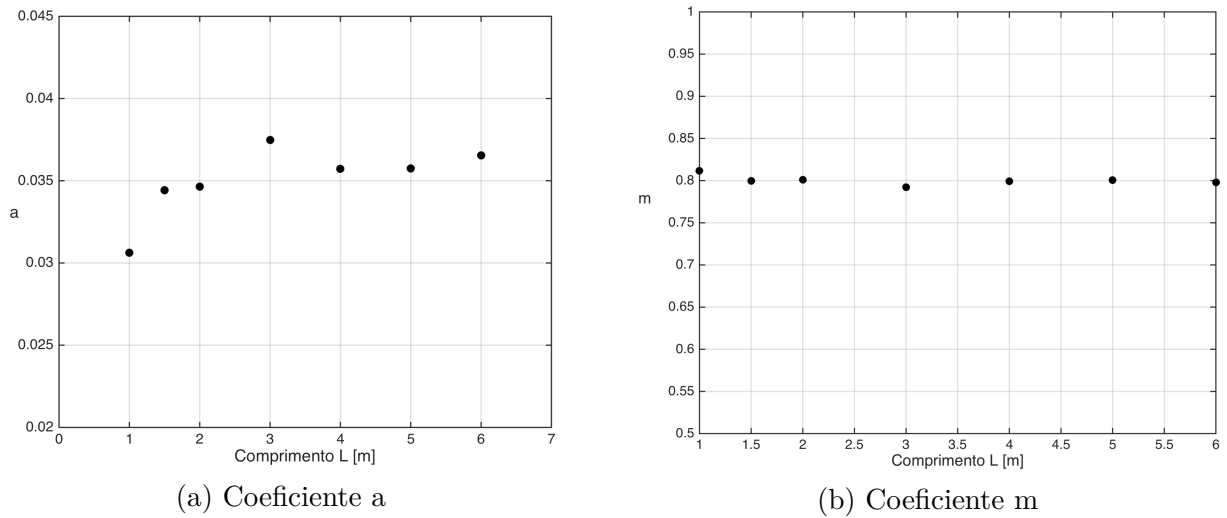 0.045
0.04
0.035
0.03
0.025
0.02
a
0 1 2 3 4 5 6 7
Comprimento L [m]
(a) Coeficiente a
1
0.95
0.9
0.85
0.8
0.75
0.7
0.65
0.6
0.55
0.5
m
1 1.5 2 2.5 3 3.5 4 4.5 5 5.5 6
Comprimento L [m]
(b) Coeficiente m